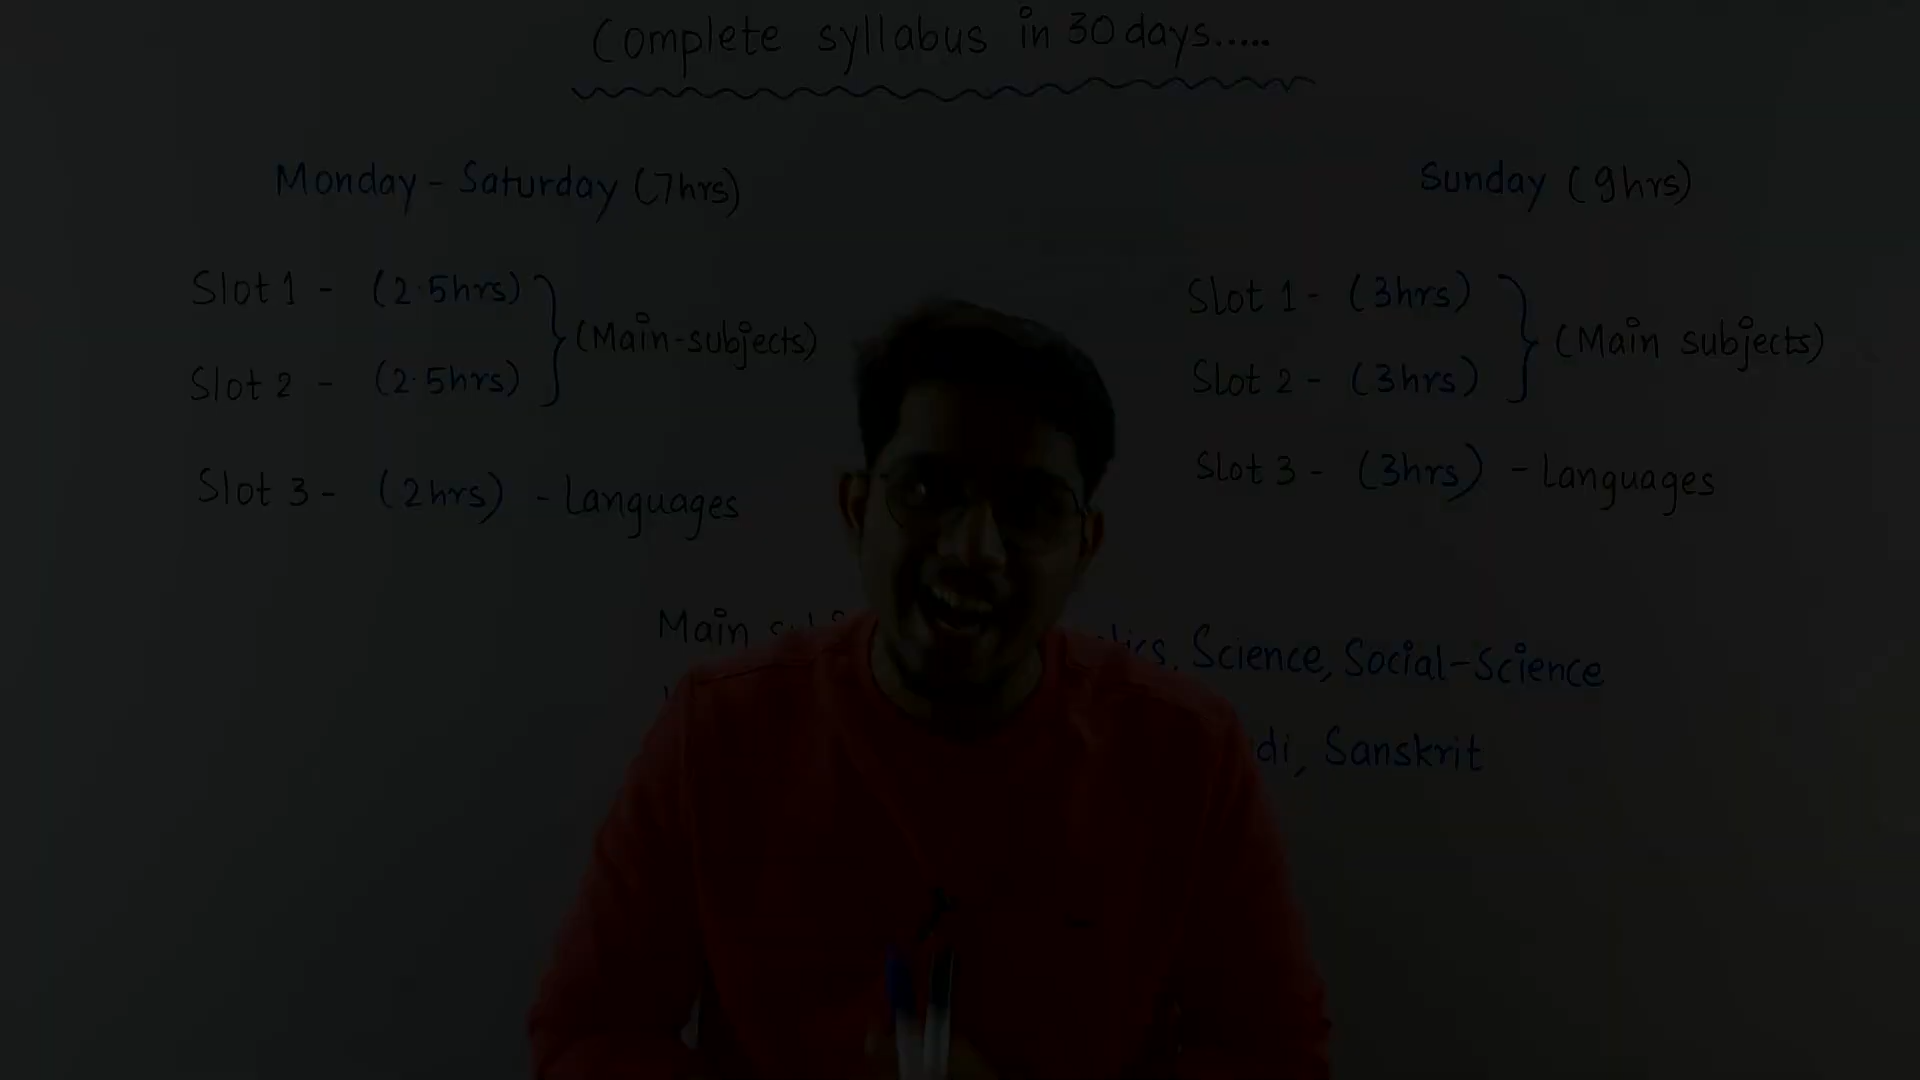 Complete syllabus in 30 days.....
Monday - Saturday (7hrs)
Slot 1 - (2.5hrs)
Slot 2 - (2.5hrs)
(Main-subjects)
Slot 3 - (2hrs) - Languages
Sunday (9hrs)
Slot 1 - (3hrs)
Slot 2 - (3hrs)
(Main subjects)
Slot 3 - (3hrs) - Languages
Main Science, Social-Science
Sanskrit